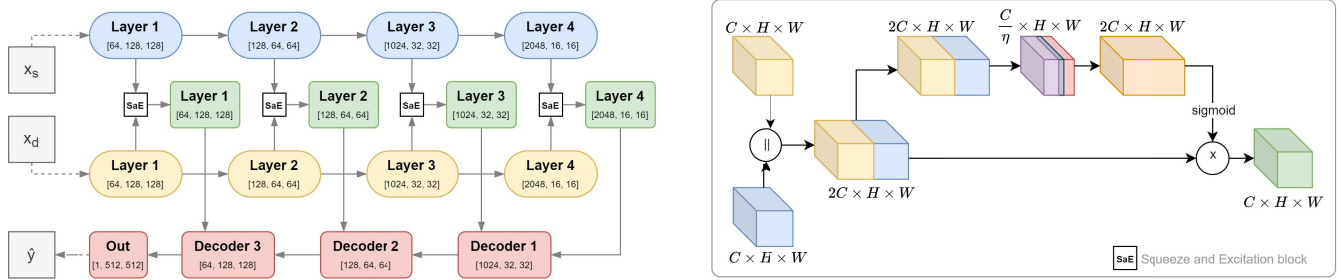 Layer 1
[64, 128, 128]
Layer 2
[128, 64, 64]
Layer 3
[1024, 32, 32]
Layer 4
[2048, 16, 16]
x_s
SaE
Layer 1
[64, 128, 128]
SaE
Layer 2
[128, 64, 64]
SaE
Layer 3
[1024, 32, 32]
SaE
Layer 4
[2048, 16, 16]
x_d
Layer 1
[64, 128, 128]
Layer 2
[128, 64, 64]
Layer 3
[1024, 32, 32]
Layer 4
[2048, 16, 16]
ŷ
Out
[1, 512, 512]
Decoder 3
[64, 128, 128]
Decoder 2
[128, 64, 64]
Decoder 1
[1024, 32, 32]
C × H × W
2C × H × W
C/η × H × W
2C × H × W
sigmoid
||
x
2C × H × W
C × H × W
C × H × W
SaE Squeeze and Excitation block